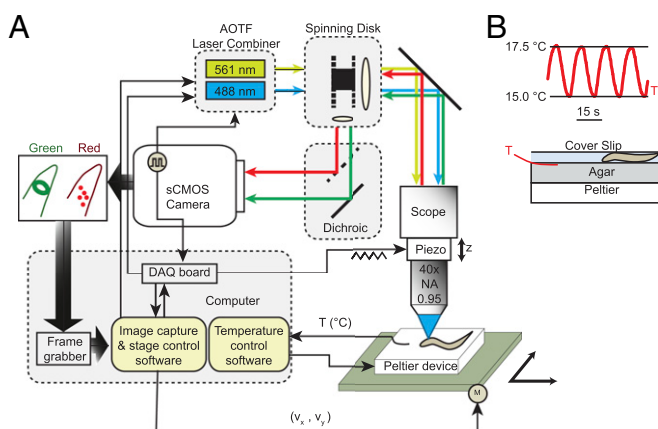 A
AOTF
Laser Combiner
561 nm
488 nm
Spinning Disk
Green Red
sCMOS
Camera
Dichroic
Scope
Piezo
z
40x
NA
0.95
DAQ board
Computer
Frame
grabber
Image capture
& stage control
software
Temperature
control
software
T (°C)
Peltier device
M
(vx , vy)
B
17.5 °C
15.0 °C
T
15 s
T
Cover Slip
Agar
Peltier